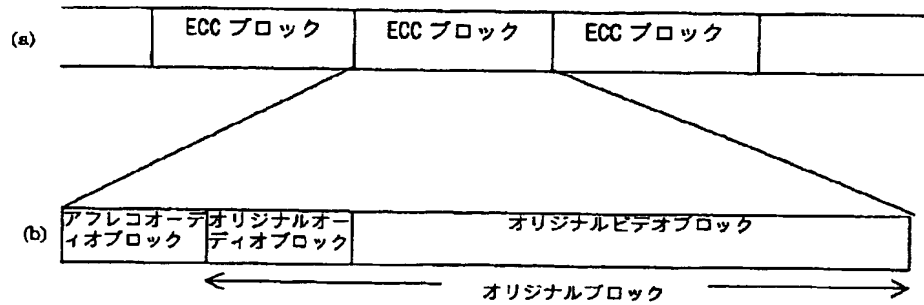 (a)
ECC ブロック
ECC ブロック
ECC ブロック
(b)
アフレコオーデ
ィオブロック
オリジナルオー
ディオブロック
オリジナルビデオブロック
オリジナルブロック